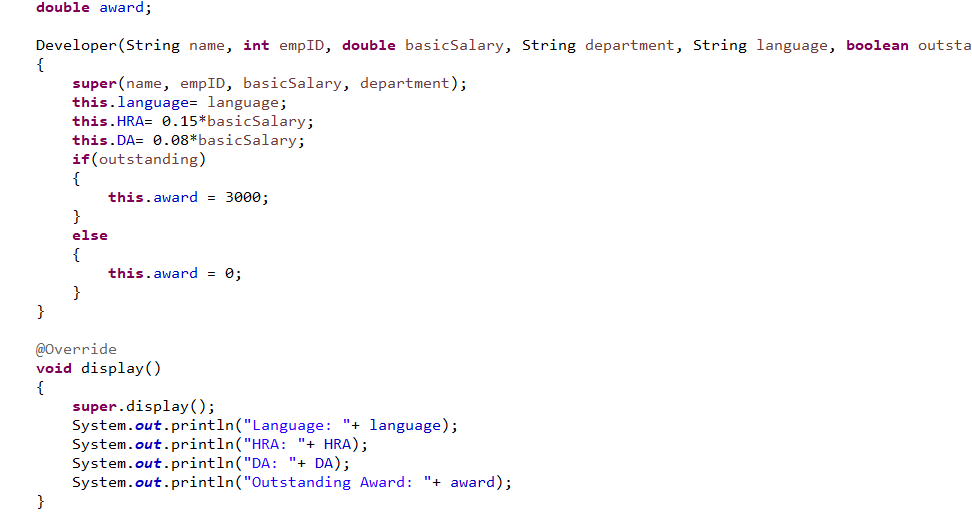 double award;
Developer(String name, int empID, double basicSalary, String department, String language, boolean outsta
{
super(name, empID, basicSalary, department);
this.language= language;
this.HRA= 0.15*basicSalary;
this.DA= 0.08*basicSalary;
if(outstanding)
{
this.award = 3000;
}
else
{
this.award = 0;
}
}
@Override
void display()
{
super.display();
System.out.println("Language: "+ language);
System.out.println("HRA: "+ HRA);
System.out.println("DA: "+ DA);
System.out.println("Outstanding Award: "+ award);
}